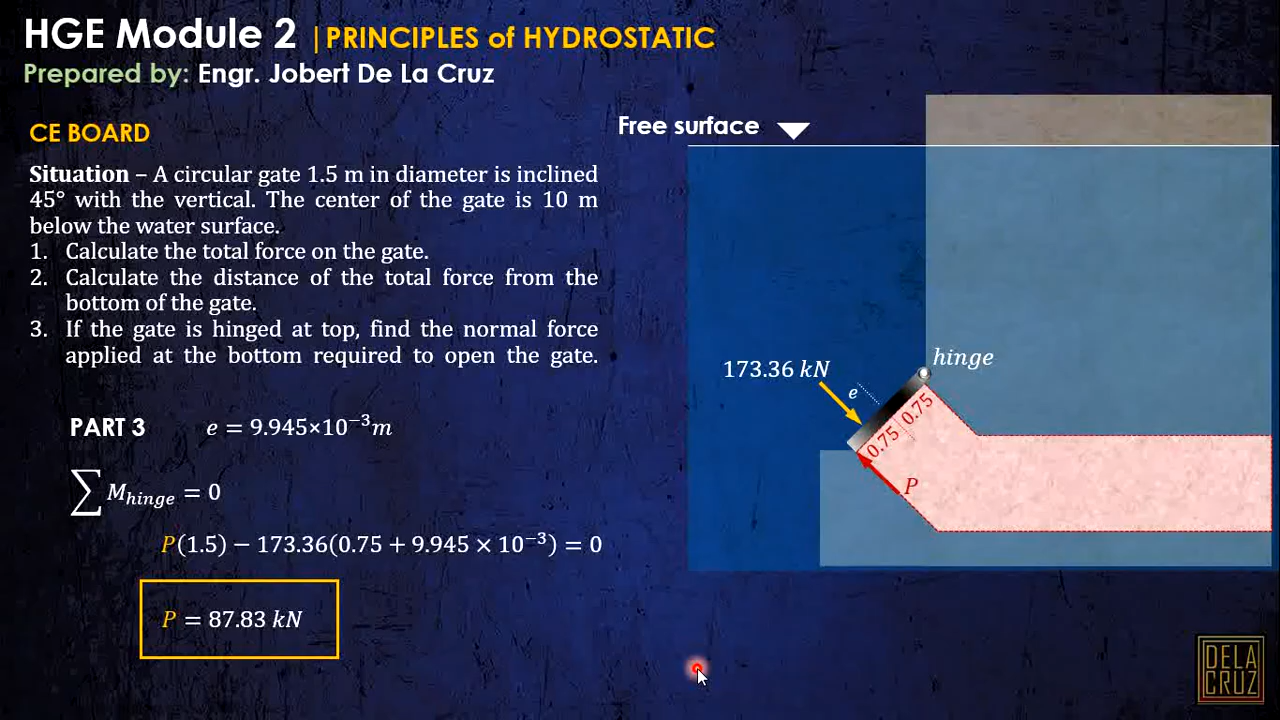 HGE Module 2 |PRINCIPLES of HYDROSTATIC
Prepared by: Engr. Jobert De La Cruz
CE BOARD
Situation – A circular gate 1.5 m in diameter is inclined
45° with the vertical. The center of the gate is 10 m
below the water surface.
1. Calculate the total force on the gate.
2. Calculate the distance of the total force from the
bottom of the gate.
3. If the gate is hinged at top, find the normal force
applied at the bottom required to open the gate.
PART 3 e = 9.945×10⁻³m
∑ M_hinge = 0
P(1.5) − 173.36(0.75 + 9.945 × 10⁻³) = 0
P = 87.83 kN
Free surface
173.36 kN
hinge
e
0.75
0.75
P
DELA
CRUZ